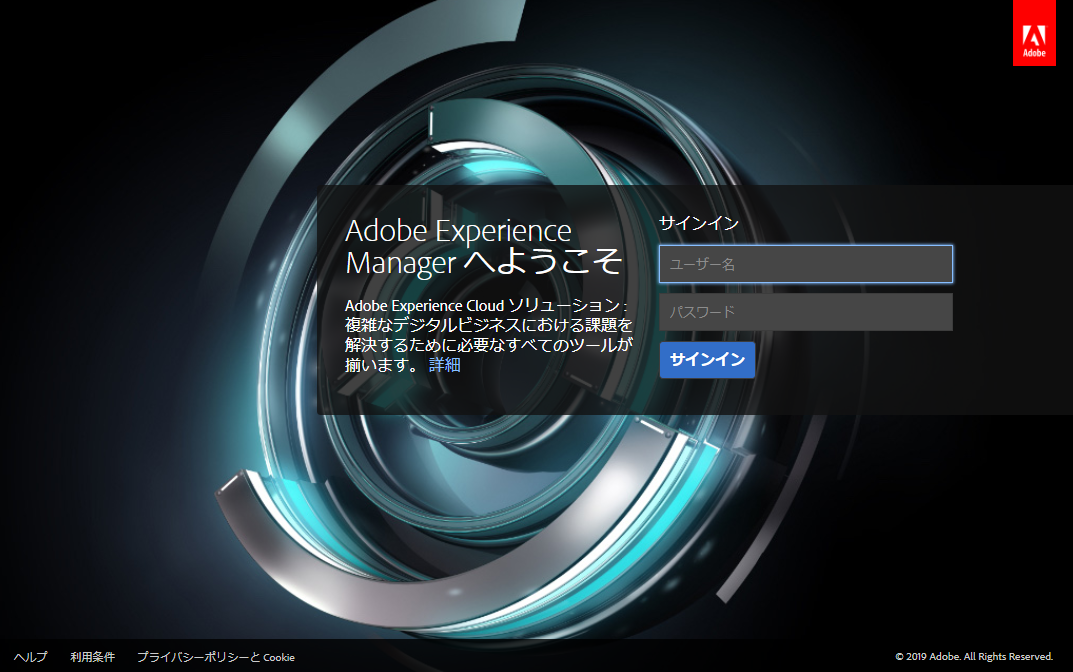 Adobe
Adobe Experience
Manager へようこそ
Adobe Experience Cloud ソリューション :
複雑なデジタルビジネスにおける課題を
解決するために必要なすべてのツールが
揃います。 詳細
サインイン
ユーザー名
パスワード
サインイン
ヘルプ 利用条件 プライバシーポリシーと Cookie
© 2019 Adobe. All Rights Reserved.